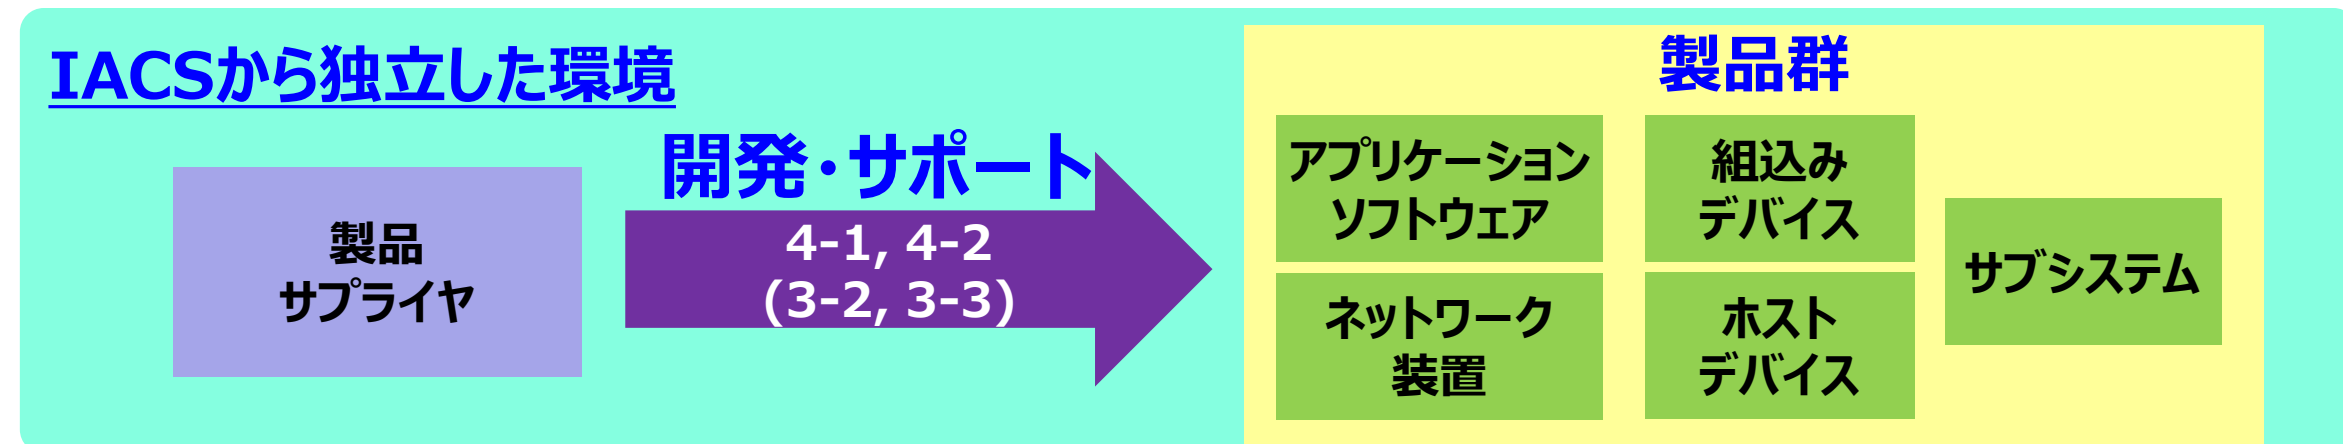 IACSから独立した環境
製品群
開発・サポート
製品
サプライヤ
4-1, 4-2
(3-2, 3-3)
アプリケーション
ソフトウェア
組込み
デバイス
サブシステム
ネットワーク
装置
ホスト
デバイス